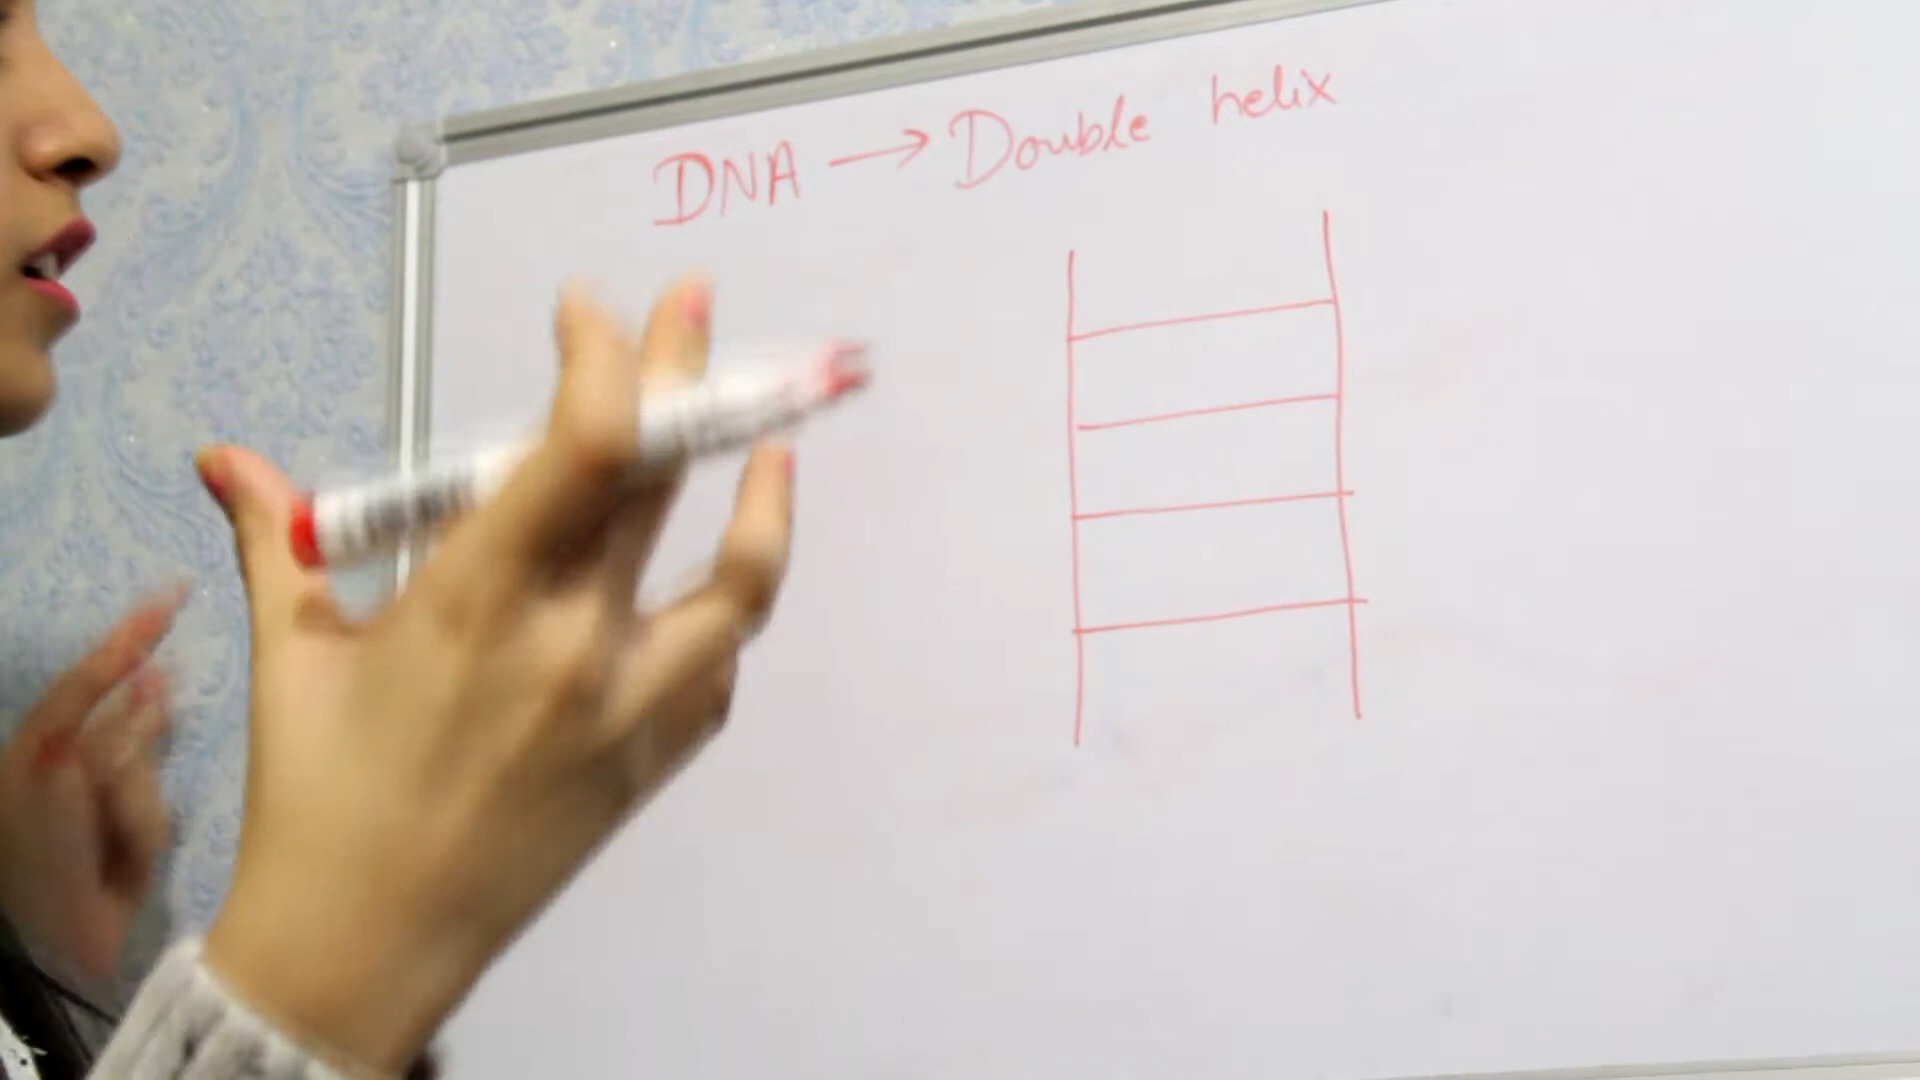 DNA → Double helix